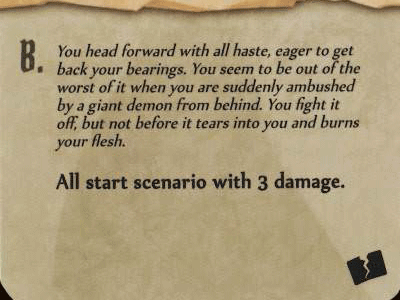 B. You head forward with all haste, eager to get
back your bearings. You seem to be out of the
worst of it when you are suddenly ambushed
by a giant demon from behind. You fight it
off, but not before it tears into you and burns
your flesh.
All start scenario with 3 damage.